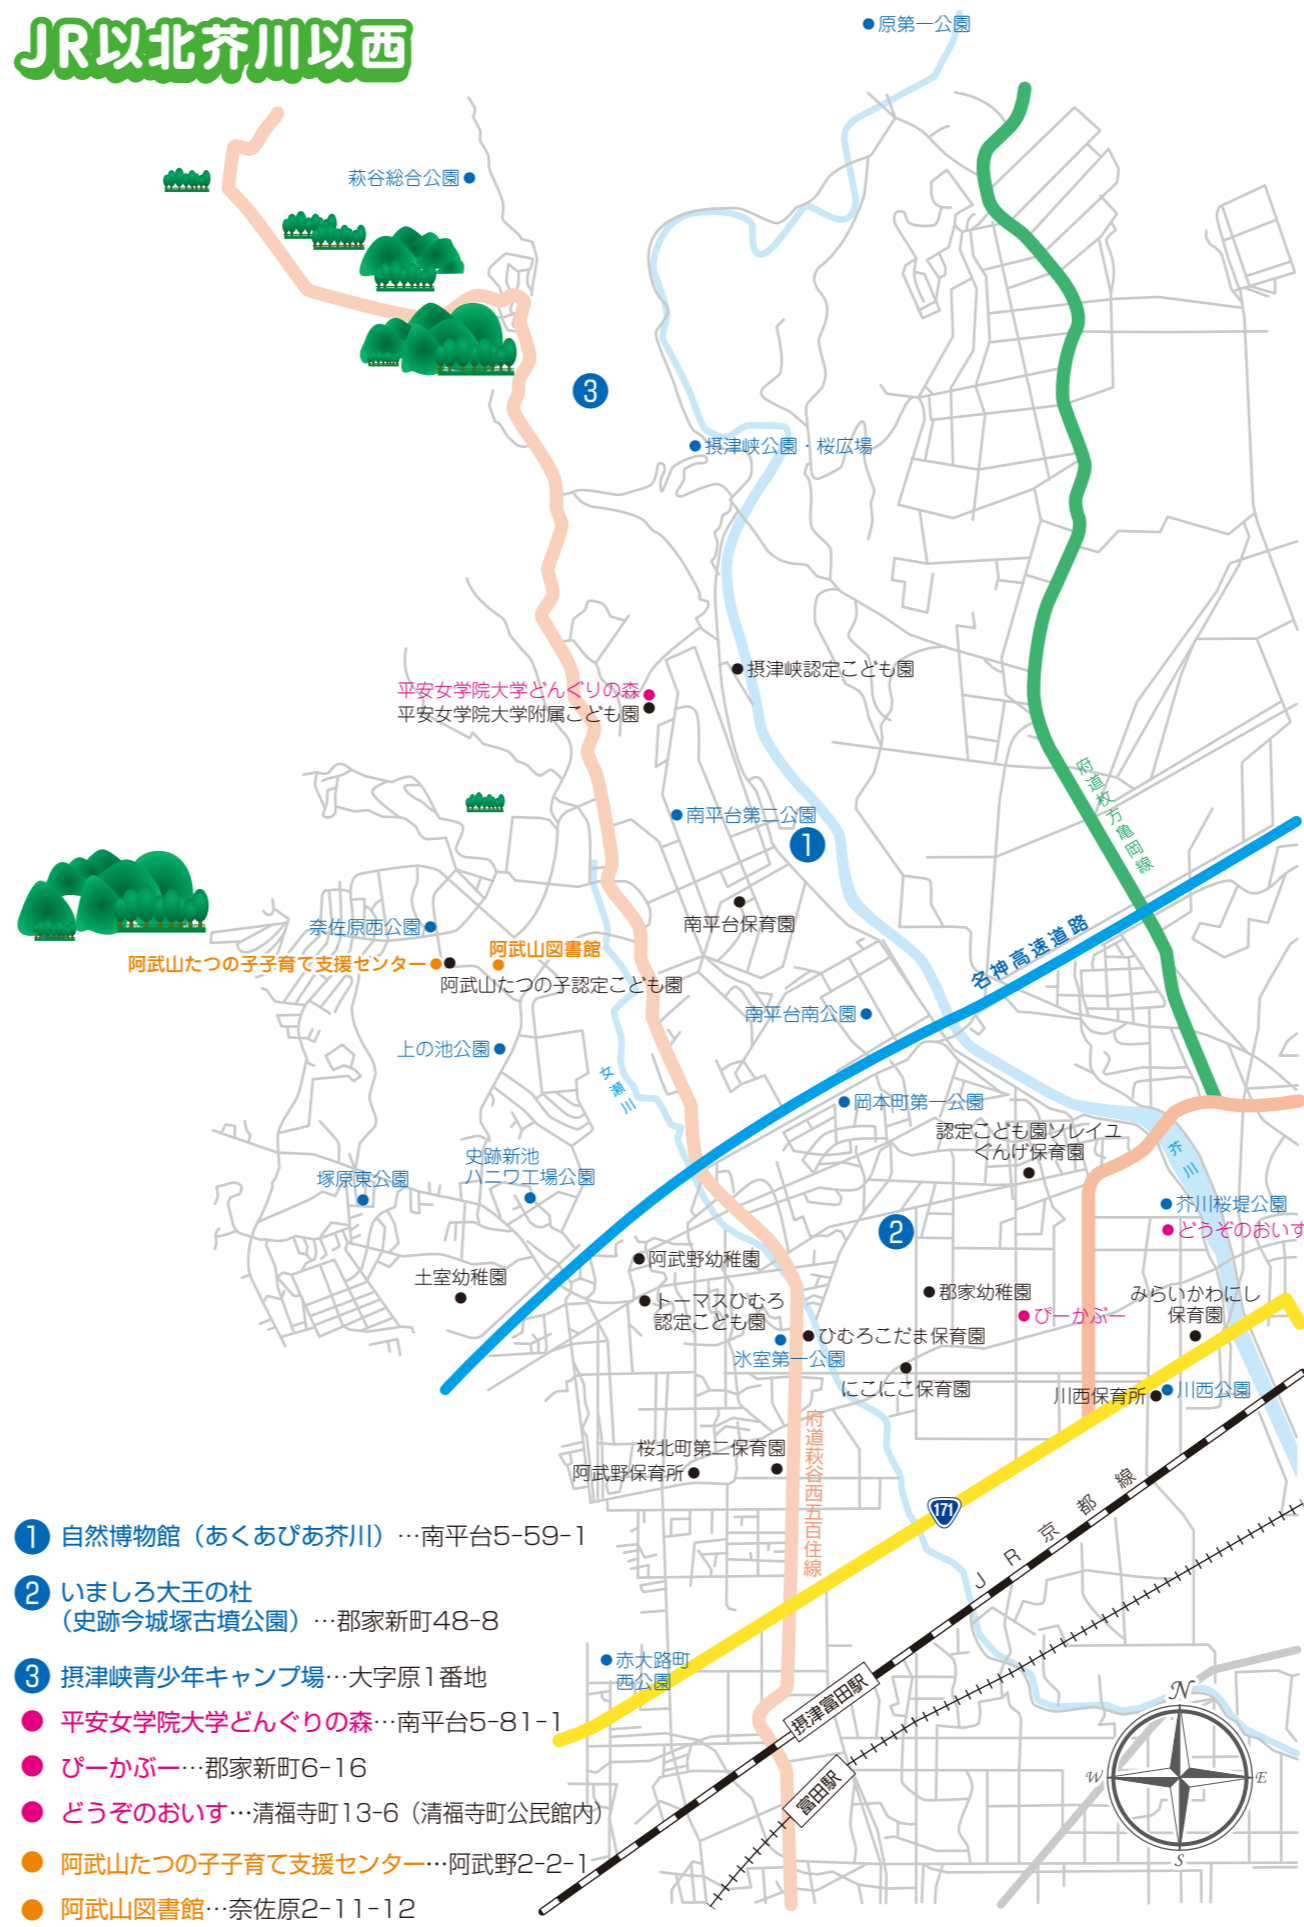 JR以北芥川以西
原第一公園
萩谷総合公園
3
摂津峡公園・桜広場
摂津峡認定こども園
平安女学院大学どんぐりの森
平安女学院大学附属こども園
府道枚方亀岡線
南平台第二公園
1
南平台保育園
奈佐原西公園
阿武山図書館
阿武山たつの子子育て支援センター
阿武山たつの子認定こども園
名神高速道路
南平台南公園
上の池公園
女瀬川
岡本町第一公園
認定こども園ソレイユ
ぐんげ保育園
芥川
史跡新池
ハニワ工場公園
塚原東公園
芥川桜堤公園
どうぞのおいす
2
阿武野幼稚園
土室幼稚園
トーマスひむろ
認定こども園
郡家幼稚園
ぴーかぶー
みらいかわにし
保育園
ひむろこだま保育園
氷室第一公園
にこにこ保育園
川西保育所
川西公園
府道萩谷西五百住線
桜北町第二保育園
阿武野保育所
171
JR京都線
赤大路町
西公園
摂津富田駅
富田駅
N
W
E
S
1 自然博物館（あくあぴあ芥川）…南平台5-59-1
2 いましろ大王の杜
（史跡今城塚古墳公園）…郡家新町48-8
3 摂津峡青少年キャンプ場…大字原1番地
平安女学院大学どんぐりの森…南平台5-81-1
ぴーかぶー…郡家新町6-16
どうぞのおいす…清福寺町13-6（清福寺町公民館内）
阿武山たつの子子育て支援センター…阿武野2-2-1
阿武山図書館…奈佐原2-11-12